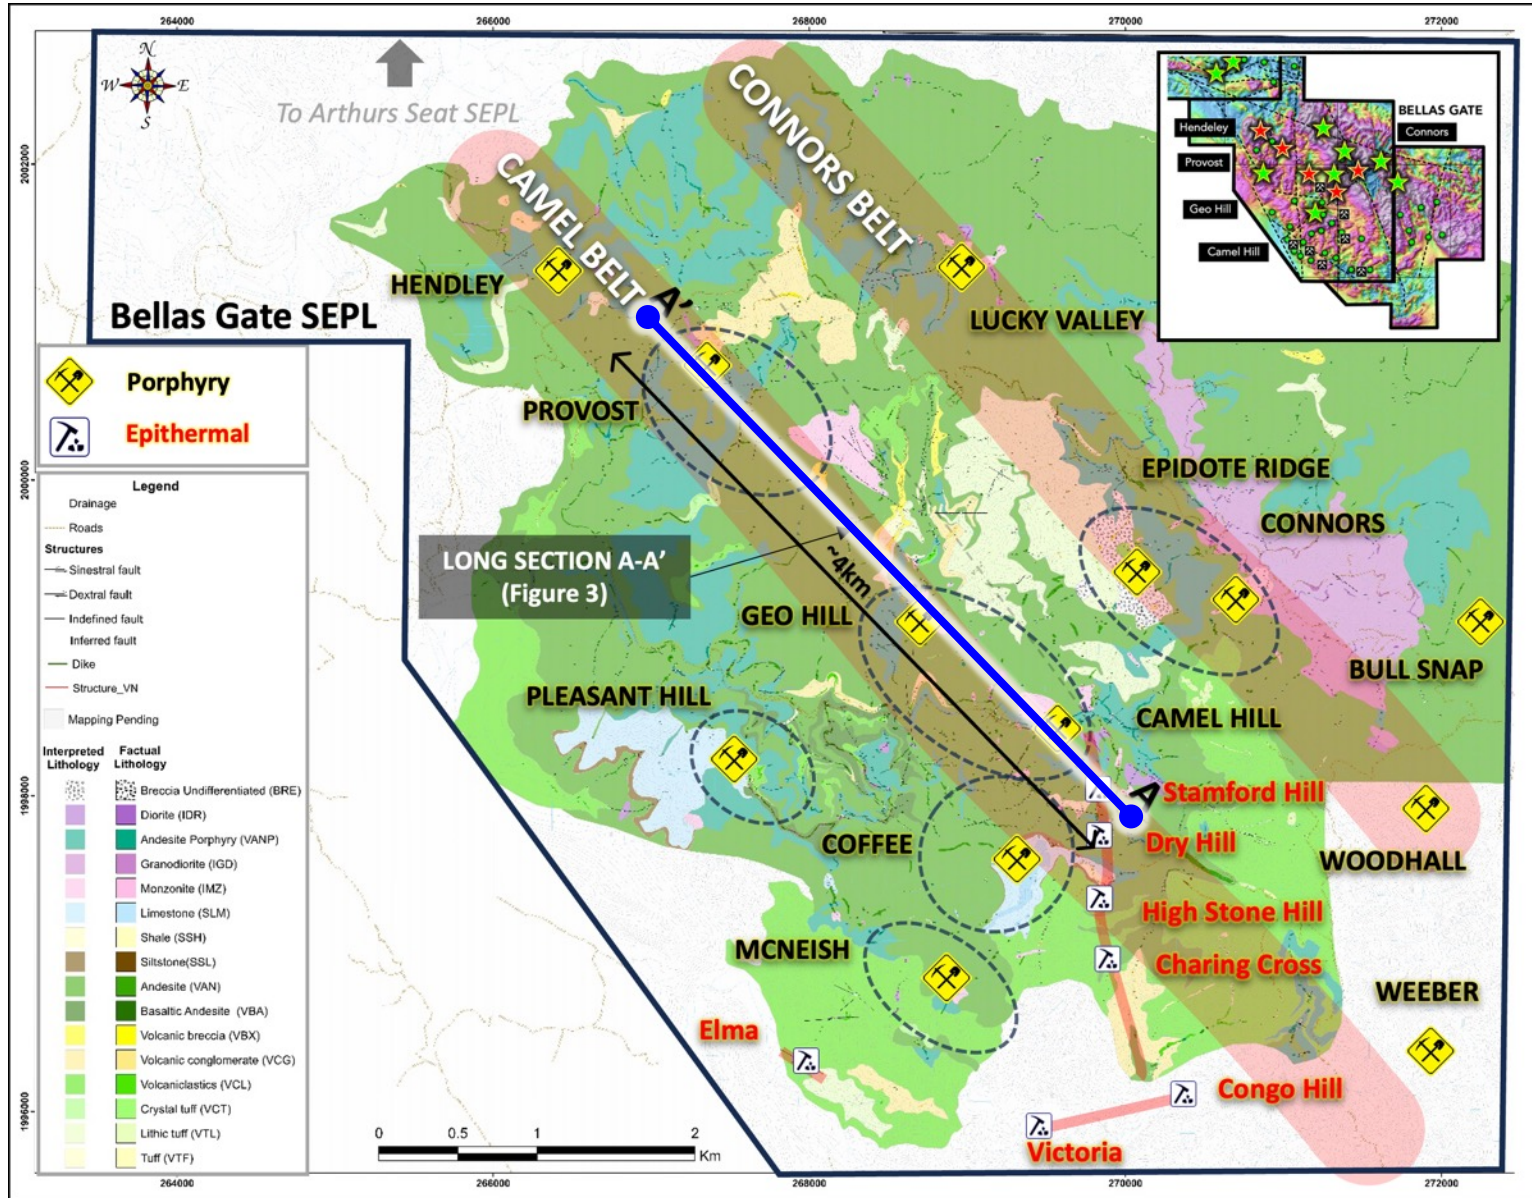 264000
266000
268000
270000
272000
N
W
E
S
To Arthurs Seat SEPL
CONNORS BELT
CAMEL BELT
BELLAS GATE
Hendeley
Connors
Provost
Geo Hill
Camel Hill
2002000
HENDLEY
A'
LUCKY VALLEY
Bellas Gate SEPL
Porphyry
Epithermal
PROVOST
2000000
EPIDOTE RIDGE
CONNORS
LONG SECTION A-A’
(Figure 3)
~4km
GEO HILL
BULL SNAP
PLEASANT HILL
CAMEL HILL
1998000
A
Stamford Hill
Dry Hill
COFFEE
WOODHALL
High Stone Hill
MCNEISH
Charing Cross
WEEBER
Elma
Congo Hill
Victoria
1996000
Legend
Drainage
Roads
Structures
Sinestral fault
Dextral fault
Indefined fault
Inferred fault
Dike
Structure_VN
Mapping Pending
Interpreted Lithology
Factual Lithology
Breccia Undifferentiated (BRE)
Diorite (IDR)
Andesite Porphyry (VANP)
Granodiorite (IGD)
Monzonite (IMZ)
Limestone (SLM)
Shale (SSH)
Siltstone(SSL)
Andesite (VAN)
Basaltic Andesite (VBA)
Volcanic breccia (VBX)
Volcanic conglomerate (VCG)
Volcaniclastics (VCL)
Crystal tuff (VCT)
Lithic tuff (VTL)
Tuff (VTF)
0 0.5 1 2
Km
264000
266000
268000
270000
272000